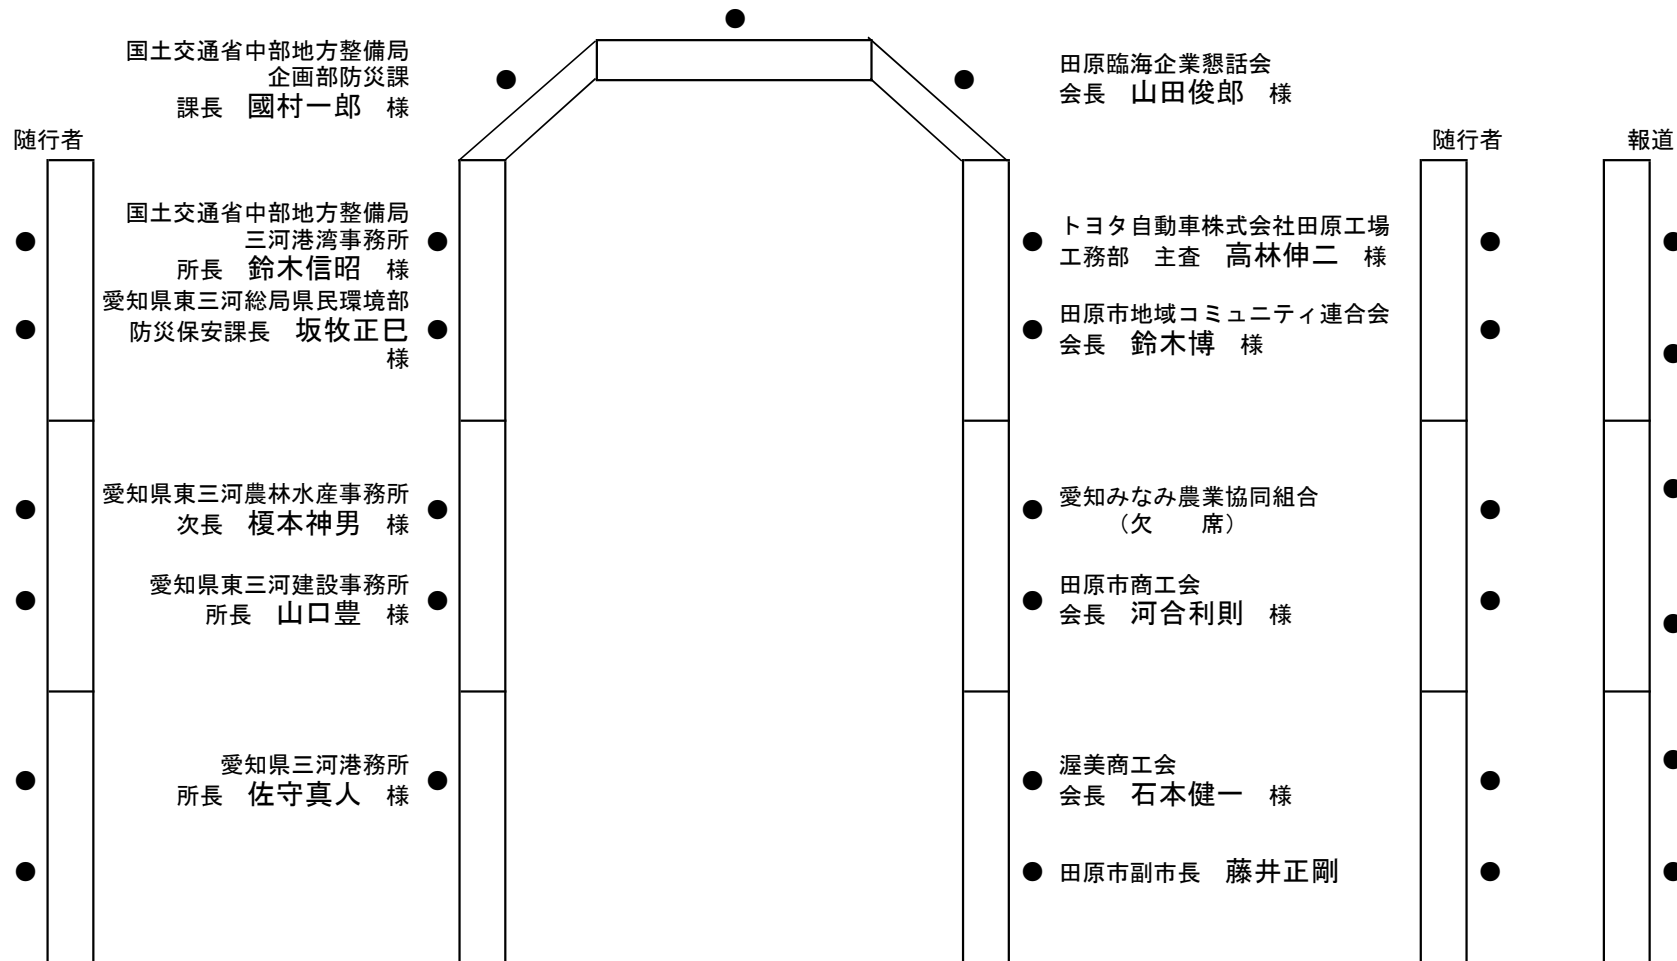 国土交通省中部地方整備局
企画部防災課
課長　國村一郎　様
田原臨海企業懇話会
会長　山田俊郎　様
随行者
随行者
報道
国土交通省中部地方整備局
三河港湾事務所
所長　鈴木信昭　様
愛知県東三河総局県民環境部
防災保安課長　坂牧正巳
様
愛知県東三河農林水産事務所
次長　榎本神男　様
愛知県東三河建設事務所
所長　山口豊　様
愛知県三河港務所
所長　佐守真人　様
トヨタ自動車株式会社田原工場
工務部　主査　高林伸二　様
田原市地域コミュニティ連合会
会長　鈴木博　様
愛知みなみ農業協同組合
（欠　　席）
田原市商工会
会長　河合利則　様
渥美商工会
会長　石本健一　様
田原市副市長　藤井正剛